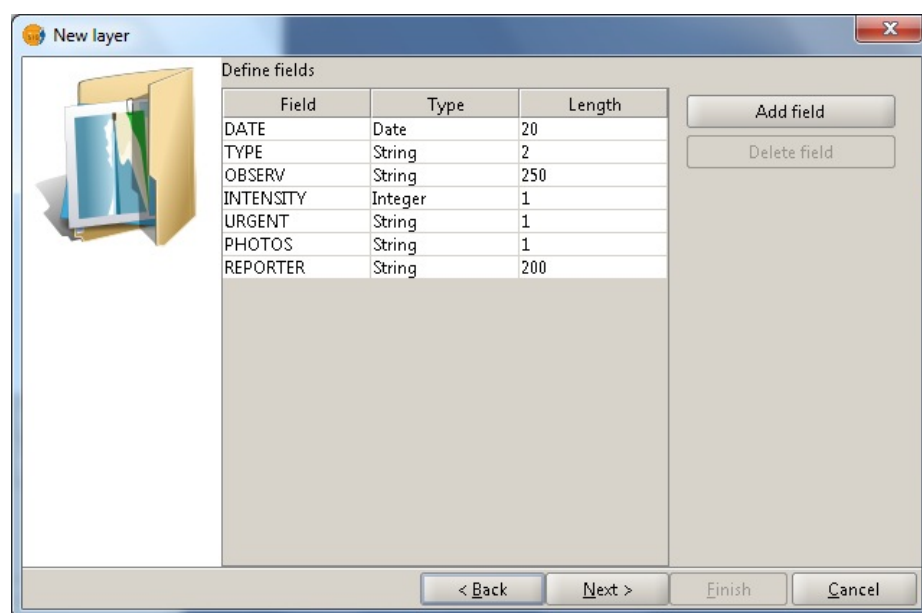 New layer
Define fields
Field Type Length
DATE Date 20
TYPE String 2
OBSERV String 250
INTENSITY Integer 1
URGENT String 1
PHOTOS String 1
REPORTER String 200
Add field
Delete field
< Back Next > Finish Cancel